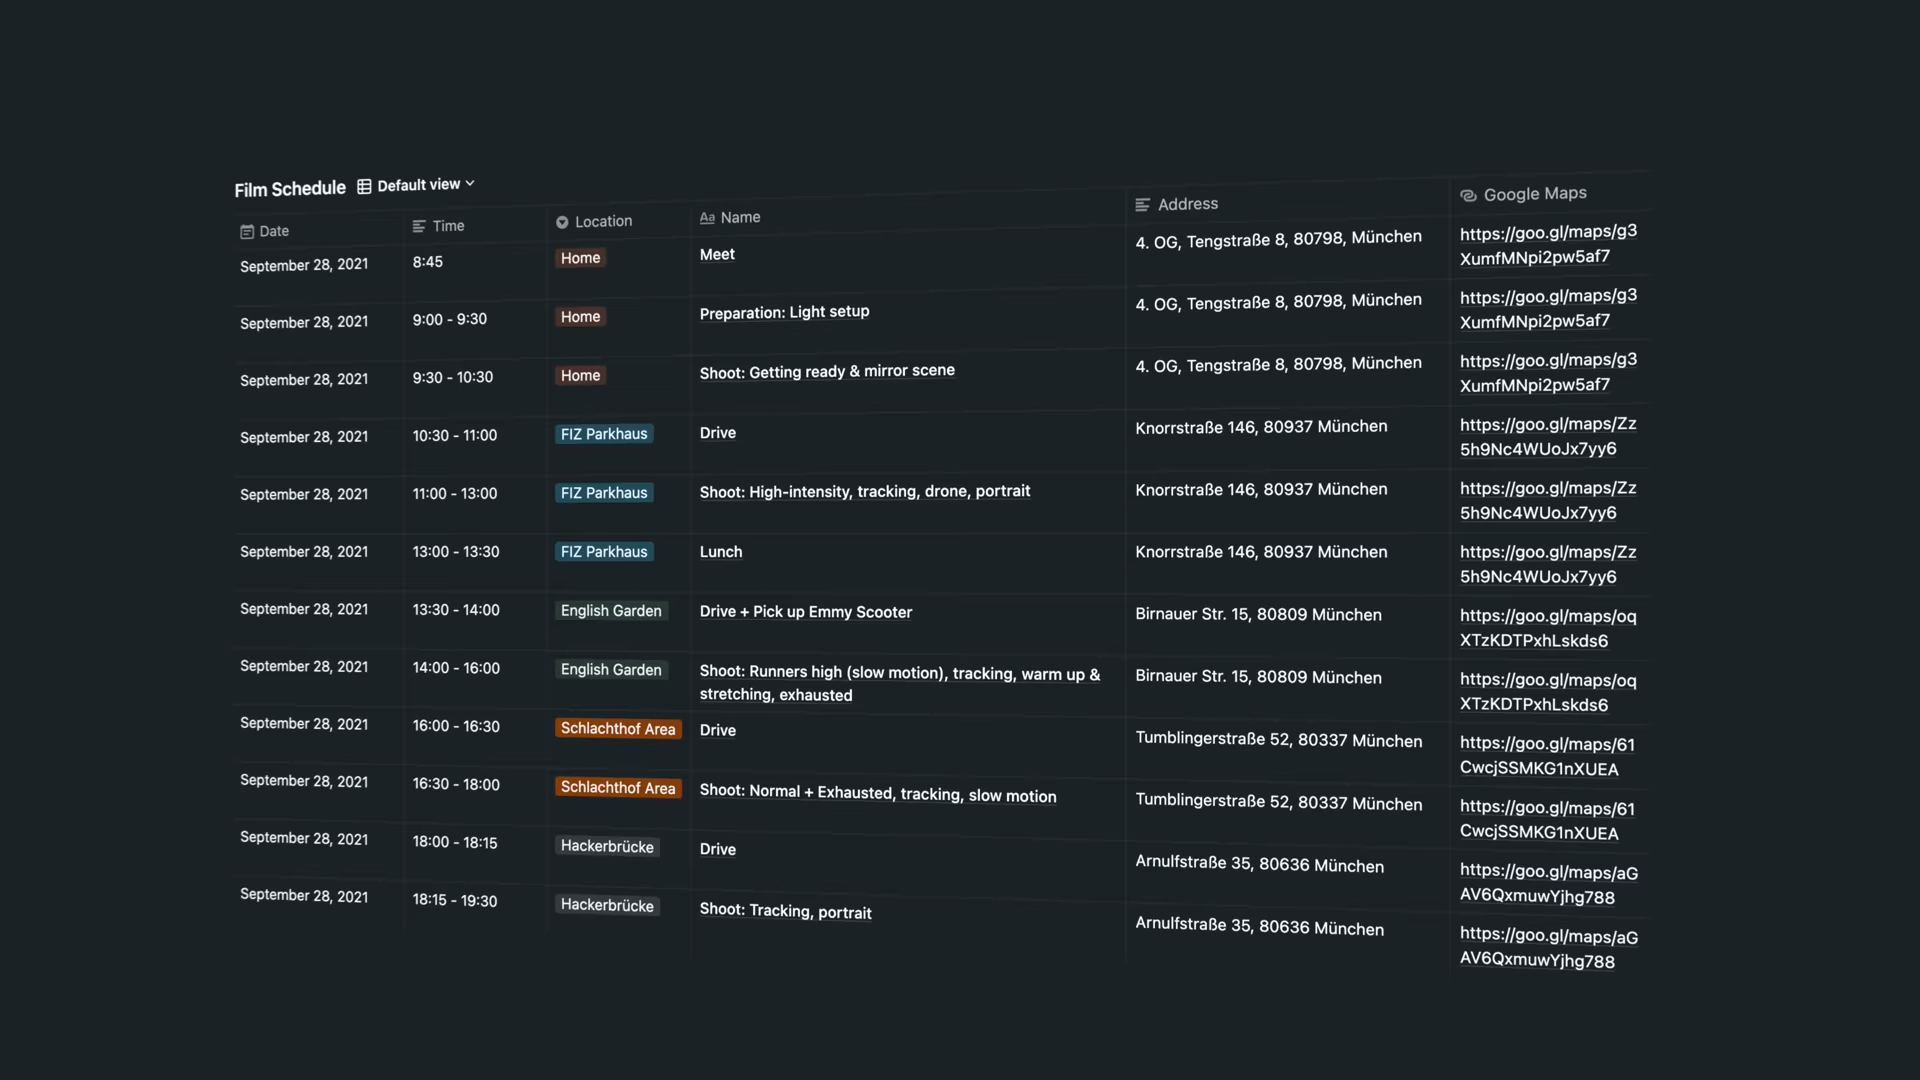 Film Schedule Default view
Date Time Location Aa Name Address Google Maps
September 28, 2021 8:45 Home Meet 4. OG, Tengstraße 8, 80798, München https://goo.gl/maps/g3
XumfMNpi2pw5af7
September 28, 2021 9:00 - 9:30 Home Preparation: Light setup 4. OG, Tengstraße 8, 80798, München https://goo.gl/maps/g3
XumfMNpi2pw5af7
September 28, 2021 9:30 - 10:30 Home Shoot: Getting ready & mirror scene 4. OG, Tengstraße 8, 80798, München https://goo.gl/maps/g3
XumfMNpi2pw5af7
September 28, 2021 10:30 - 11:00 FIZ Parkhaus Drive Knorrstraße 146, 80937 München https://goo.gl/maps/Zz
5h9Nc4WUoJx7yy6
September 28, 2021 11:00 - 13:00 FIZ Parkhaus Shoot: High-intensity, tracking, drone, portrait Knorrstraße 146, 80937 München https://goo.gl/maps/Zz
5h9Nc4WUoJx7yy6
September 28, 2021 13:00 - 13:30 FIZ Parkhaus Lunch Knorrstraße 146, 80937 München https://goo.gl/maps/Zz
5h9Nc4WUoJx7yy6
September 28, 2021 13:30 - 14:00 English Garden Drive + Pick up Emmy Scooter Birnauer Str. 15, 80809 München https://goo.gl/maps/oq
XTzKDTPxhLskds6
September 28, 2021 14:00 - 16:00 English Garden Shoot: Runners high (slow motion), tracking, warm up & Birnauer Str. 15, 80809 München https://goo.gl/maps/oq
stretching, exhausted XTzKDTPxhLskds6
September 28, 2021 16:00 - 16:30 Schlachthof Area Drive Tumblingerstraße 52, 80337 München https://goo.gl/maps/61
CwcjSSMKG1nXUEA
September 28, 2021 16:30 - 18:00 Schlachthof Area Shoot: Normal + Exhausted, tracking, slow motion Tumblingerstraße 52, 80337 München https://goo.gl/maps/61
CwcjSSMKG1nXUEA
September 28, 2021 18:00 - 18:15 Hackerbrücke Drive Arnulfstraße 35, 80636 München https://goo.gl/maps/aG
AV6QxmuwYjhg788
September 28, 2021 18:15 - 19:30 Hackerbrücke Shoot: Tracking, portrait Arnulfstraße 35, 80636 München https://goo.gl/maps/aG
AV6QxmuwYjhg788